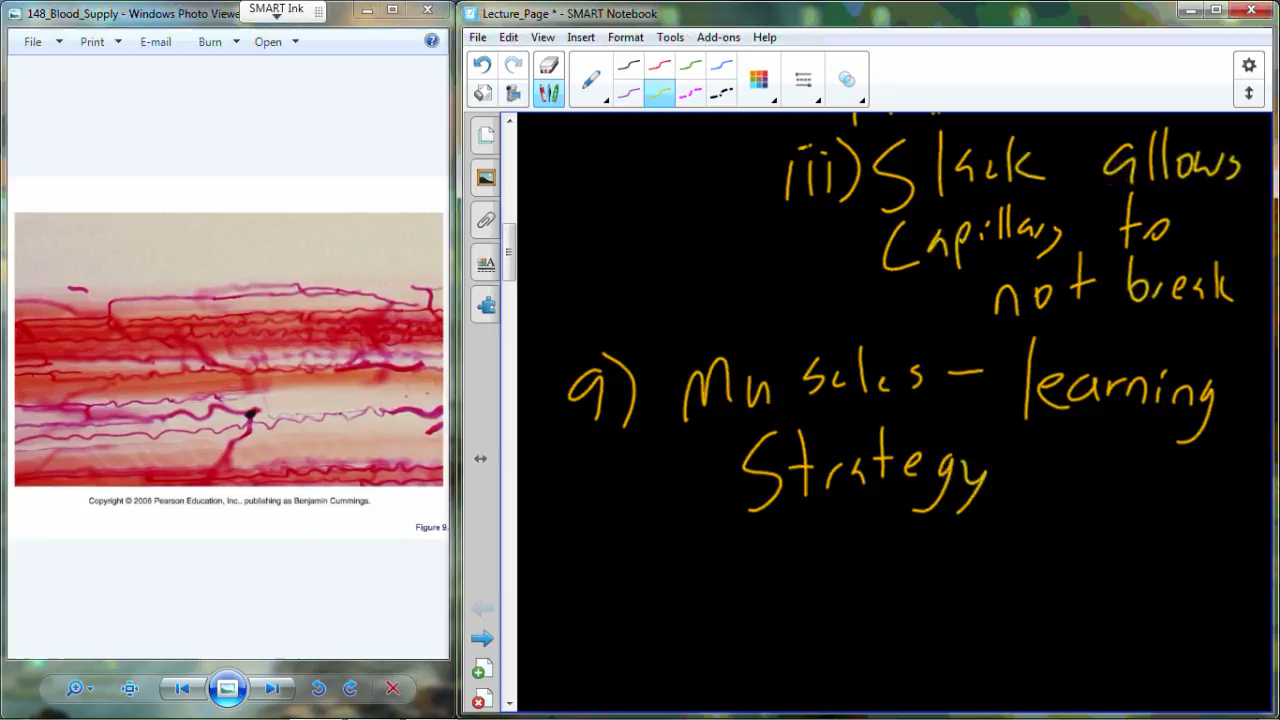 148_Blood_Supply - Windows Photo Viewe
SMART Ink
File Print E-mail Burn Open
Copyright © 2006 Pearson Education, Inc., publishing as Benjamin Cummings.
Figure 9.
Lecture_Page * - SMART Notebook
File Edit View Insert Format Tools Add-ons Help
iii) Slack allows
Capillary to
not break
9) Muscles - learning
Strategy